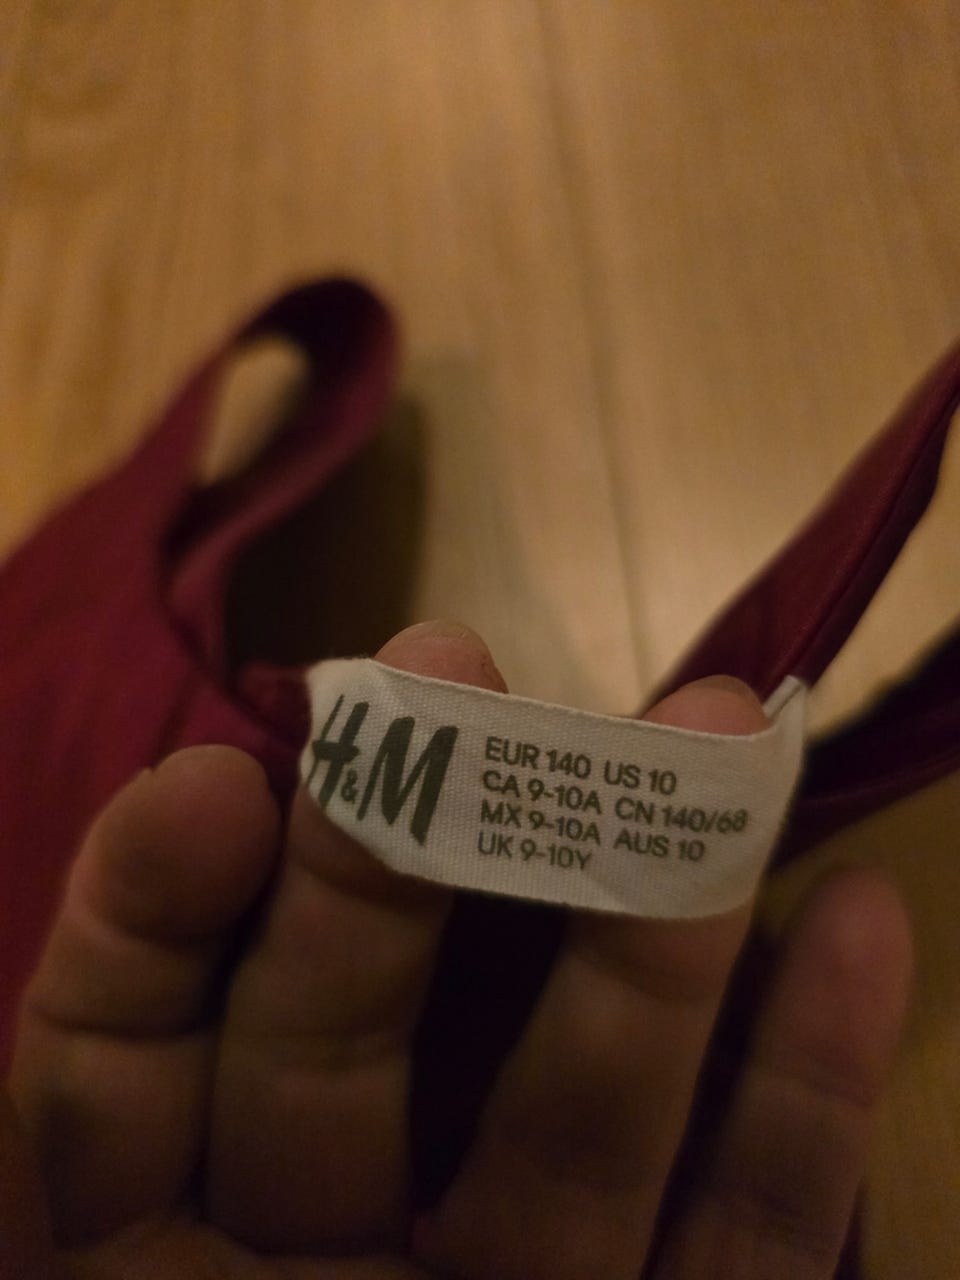 H&M
EUR 140 US 10
CA 9-10A CN 140/68
MX 9-10A AUS 10
UK 9-10Y